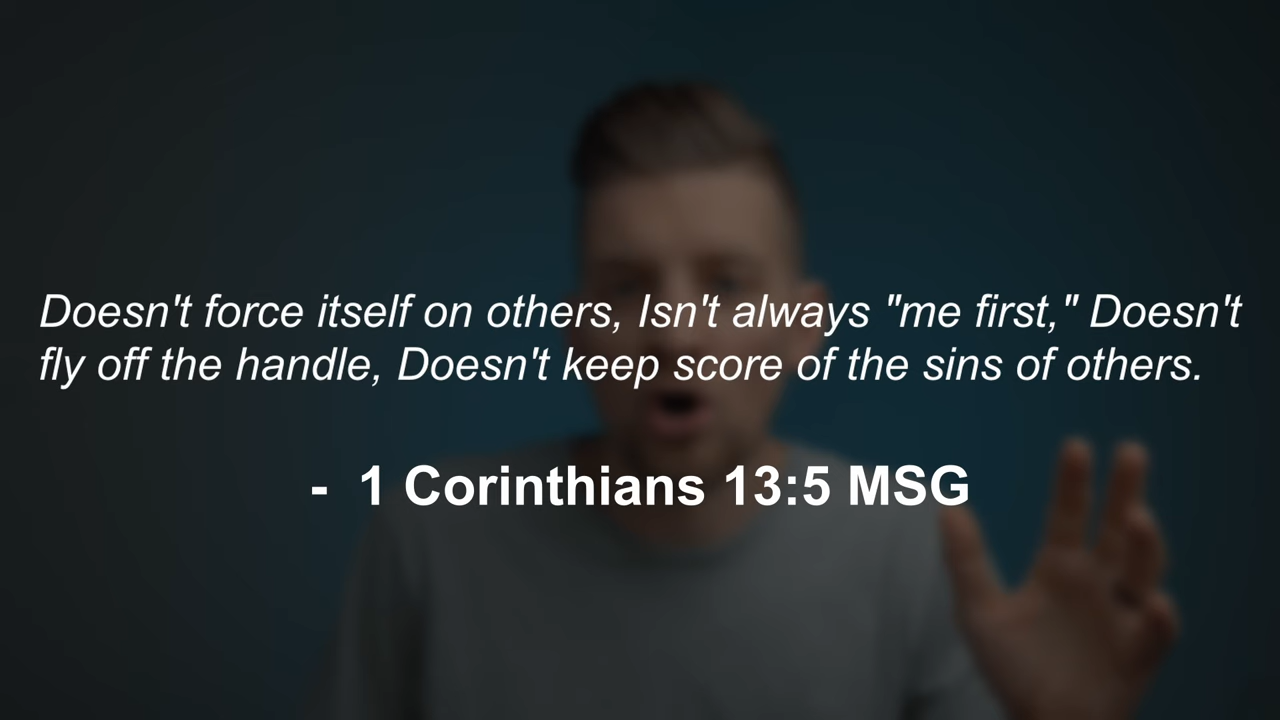 Doesn't force itself on others, Isn't always "me first," Doesn't
fly off the handle, Doesn't keep score of the sins of others.
- 1 Corinthians 13:5 MSG